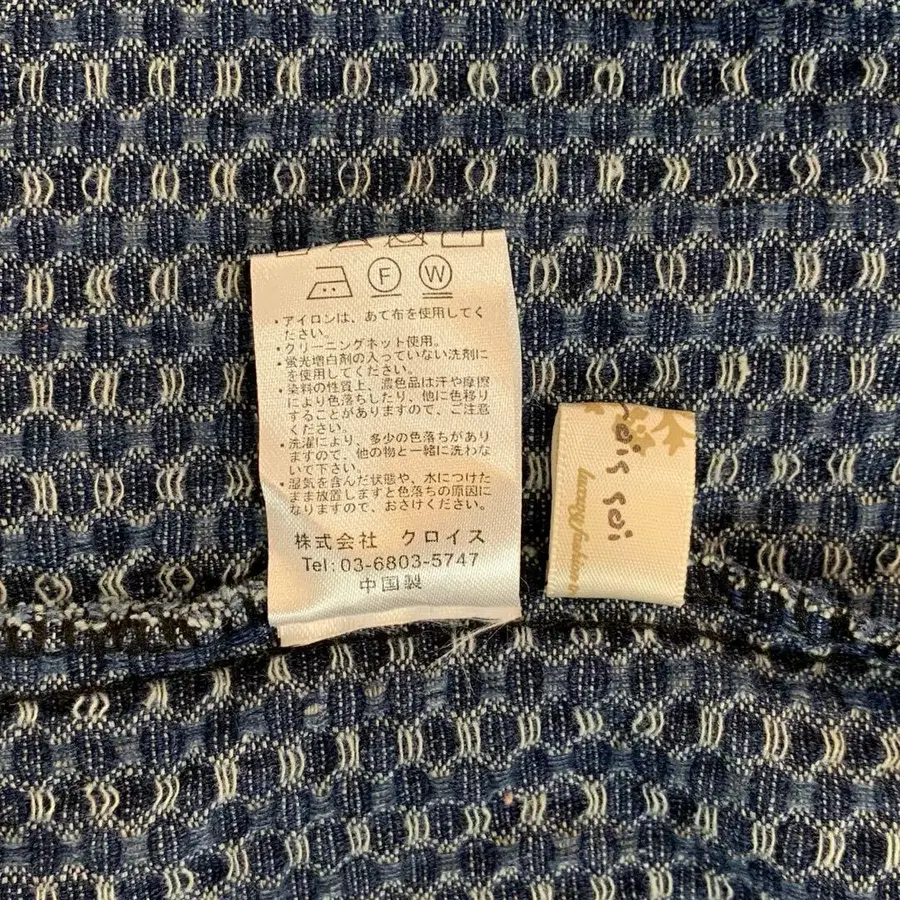 F W
・アイロンは、あて布を使用してく
ださい。
・クリーニングネット使用。
・蛍光増白剤の入っていない洗剤に
を使用してください。
・染料の性質上、濃色品は汗や摩擦
により色落ちしたり、他に色移り
することがありますので、ご注意
ください。
・洗濯により、多少の色落ちがあり
ますので、他の物と一緒に洗わな
いで下さい。
・湿気を含んだ状態や、水につけた
まま放置しますと色落ちの原因に
なりますので、おさけください。
株式会社 クロイス
Tel:03-6803-5747
中国製
soi
luxury/fashion